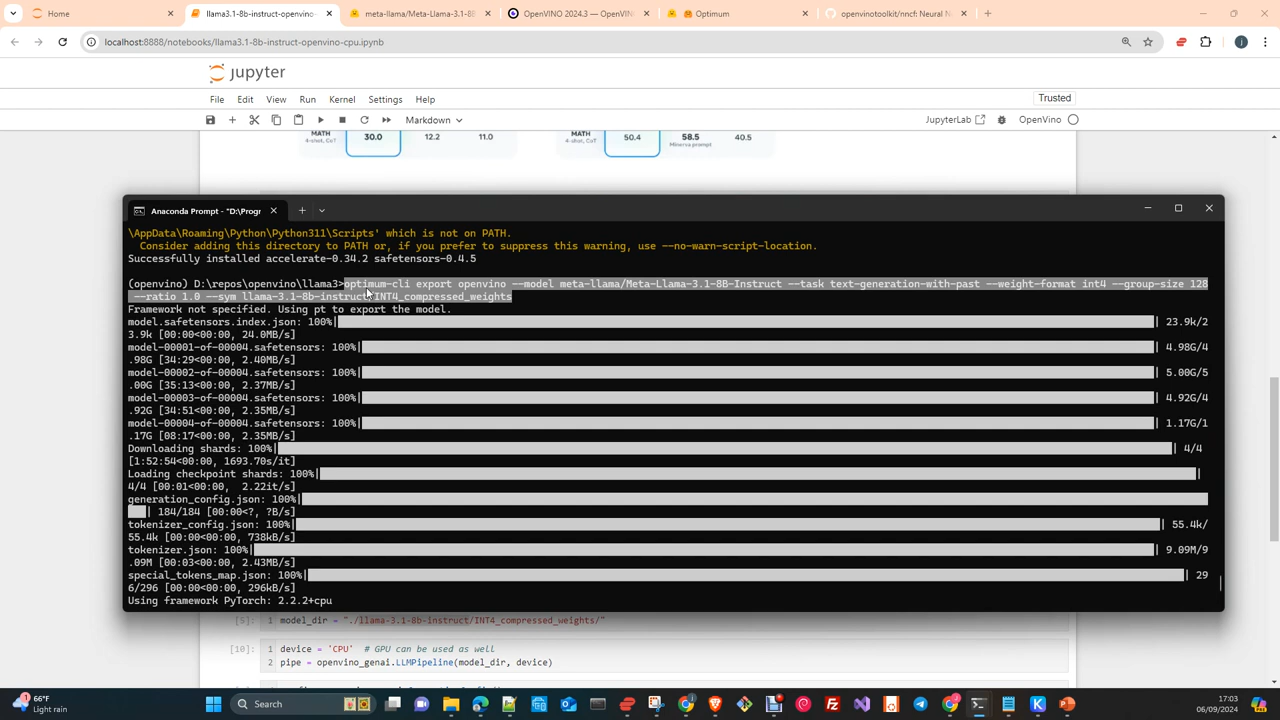 Home
llama3.1-8b-instruct-openvino-
meta-llama/Meta-Llama-3.1-8B
OpenVINO 2024.3 — OpenVIN
Optimum
openvinotoolkit/nncf: Neural N
localhost:8888/notebooks/llama3.1-8b-instruct-openvino-cpu.ipynb
jupyter
File Edit View Run Kernel Settings Help
Trusted
Markdown
JupyterLab
OpenVino
MATH 30.0 12.2 11.0
4-shot, CoT
MATH 50.4 58.5 40.5
4-shot, CoT Minerva prompt
Anaconda Prompt - "D:\Progr
\AppData\Roaming\Python\Python311\Scripts' which is not on PATH.
Consider adding this directory to PATH or, if you prefer to suppress this warning, use --no-warn-script-location.
Successfully installed accelerate-0.34.2 safetensors-0.4.5
(openvino) D:\repos\openvino\llama3>optimum-cli export openvino --model meta-llama/Meta-Llama-3.1-8B-Instruct --task text-generation-with-past --weight-format int4 --group-size 128
--ratio 1.0 --sym llama-3.1-8b-instruct/INT4_compressed_weights
Framework not specified. Using pt to export the model.
model.safetensors.index.json: 100%| | 23.9k/2
3.9k [00:00<00:00, 24.0MB/s]
model-00001-of-00004.safetensors: 100%| | 4.98G/4
.98G [34:29<00:00, 2.40MB/s]
model-00002-of-00004.safetensors: 100%| | 5.00G/5
.00G [35:13<00:00, 2.37MB/s]
model-00003-of-00004.safetensors: 100%| | 4.92G/4
.92G [34:51<00:00, 2.35MB/s]
model-00004-of-00004.safetensors: 100%| | 1.17G/1
.17G [08:17<00:00, 2.35MB/s]
Downloading shards: 100%| | 4/4
[1:52:54<00:00, 1693.70s/it]
Loading checkpoint shards: 100%| |
4/4 [00:01<00:00, 2.22it/s]
generation_config.json: 100%|
| 184/184 [00:00<?, ?B/s]
tokenizer_config.json: 100%| | 55.4k/
55.4k [00:00<00:00, 738kB/s]
tokenizer.json: 100%| | 9.09M/9
.09M [00:03<00:00, 2.43MB/s]
special_tokens_map.json: 100%| | 29
6/296 [00:00<00:00, 296kB/s]
Using framework PyTorch: 2.2.2+cpu
[5]: 1 model_dir = "./llama-3.1-8b-instruct/INT4_compressed_weights/"
[10]: 1 device = 'CPU' # GPU can be used as well
2 pipe = openvino_genai.LLMPipeline(model_dir, device)
66°F
Light rain
Search
17:03
06/09/2024